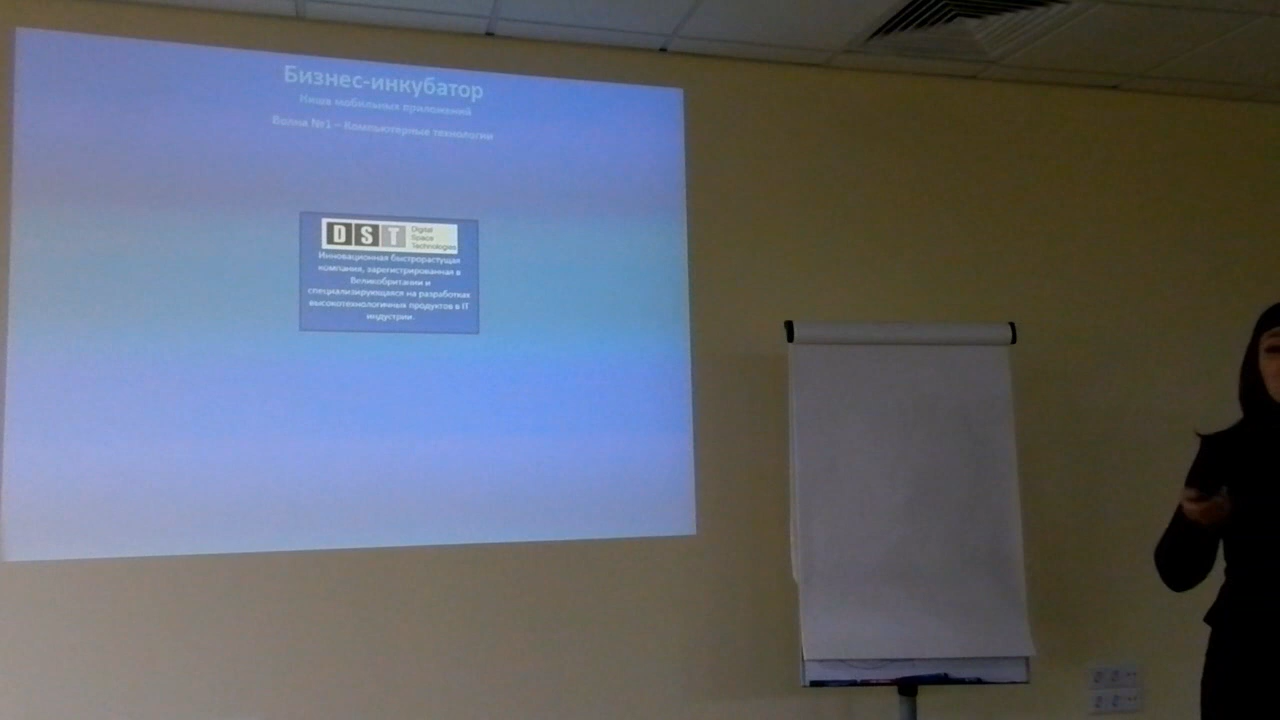 Бизнес-инкубатор
Ниша мобильных приложений
Волна №1 – Компьютерные технологии
DST Digital
Space
Technologies
Инновационная быстрорастущая
компания, зарегистрированная в
Великобритании и
специализирующаяся на разработках
высокотехнологичных продуктов в IT
индустрии.